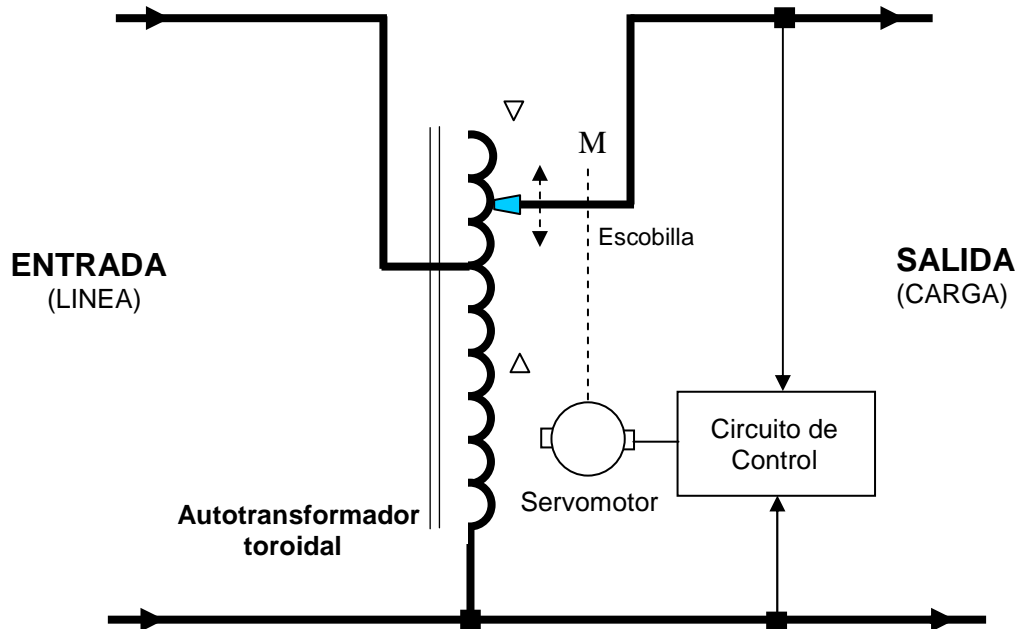 M
Escobilla
ENTRADA
(LINEA)
SALIDA
(CARGA)
Circuito de
Control
Servomotor
Autotransformador
toroidal